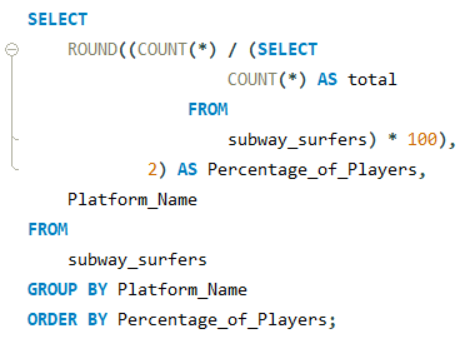 SELECT
ROUND((COUNT(*) / (SELECT
COUNT(*) AS total
FROM
subway_surfers) * 100),
2) AS Percentage_of_Players,
Platform_Name
FROM
subway_surfers
GROUP BY Platform_Name
ORDER BY Percentage_of_Players;